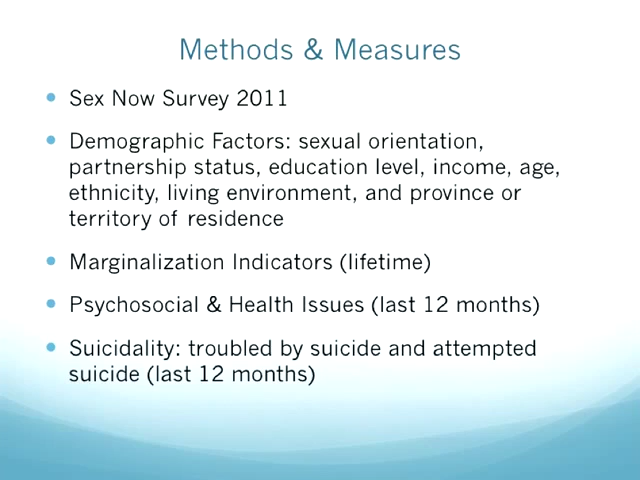 Methods & Measures
Sex Now Survey 2011
Demographic Factors: sexual orientation,
partnership status, education level, income, age,
ethnicity, living environment, and province or
territory of residence
Marginalization Indicators (lifetime)
Psychosocial & Health Issues (last 12 months)
Suicidality: troubled by suicide and attempted
suicide (last 12 months)